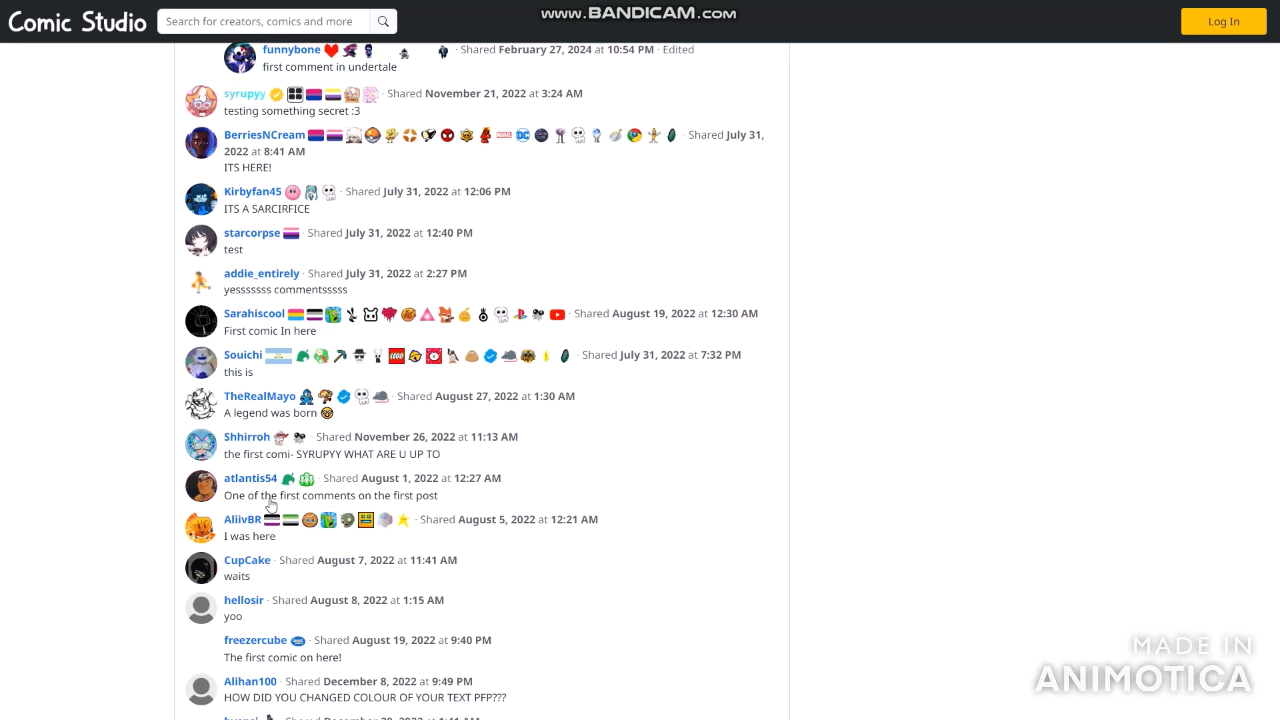 www.BANDICAM.com
Comic Studio
Search for creators, comics and more
Log In
funnybone · Shared February 27, 2024 at 10:54 PM · Edited
first comment in undertale
syrupyy · Shared November 21, 2022 at 3:24 AM
testing something secret :3
BerriesNCream MARVEL DC · Shared July 31,
2022 at 8:41 AM
ITS HERE!
Kirbyfan45 · Shared July 31, 2022 at 12:06 PM
ITS A SARCIRFICE
starcorpse · Shared July 31, 2022 at 12:40 PM
test
addie_entirely · Shared July 31, 2022 at 2:27 PM
yesssssss commentsssss
Sarahiscool · Shared August 19, 2022 at 12:30 AM
First comic In here
Souichi LEGO · Shared July 31, 2022 at 7:32 PM
this is
TheRealMayo · Shared August 27, 2022 at 1:30 AM
A legend was born
Shhirroh · Shared November 26, 2022 at 11:13 AM
the first comi- SYRUPYY WHAT ARE U UP TO
atlantis54 · Shared August 1, 2022 at 12:27 AM
One of the first comments on the first post
AliivBR · Shared August 5, 2022 at 12:21 AM
I was here
CupCake · Shared August 7, 2022 at 11:41 AM
waits
hellosir · Shared August 8, 2022 at 1:15 AM
yoo
freezercube · Shared August 19, 2022 at 9:40 PM
The first comic on here!
Alihan100 · Shared December 8, 2022 at 9:49 PM
HOW DID YOU CHANGED COLOUR OF YOUR TEXT PFP???
MADE IN
ANIMOTICA